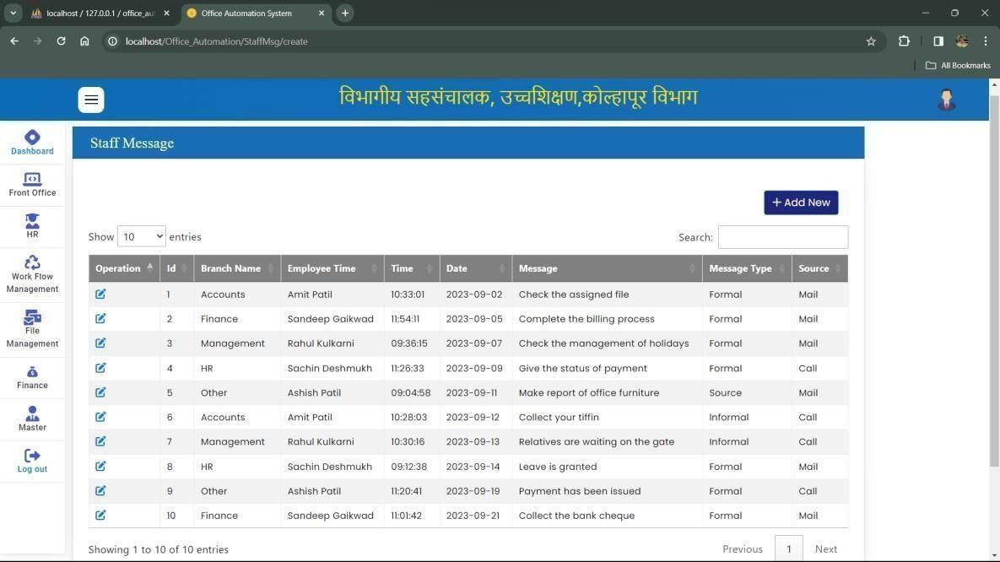 localhost / 127.0.0.1 / office_au
Office Automation System
localhost/Office_Automation/StaffMsg/create
All Bookmarks
विभागीय सहसंचालक, उच्चशिक्षण,कोल्हापूर विभाग
Dashboard
Front Office
HR
Work Flow
Management
File
Management
Finance
Master
Log out
Staff Message
+ Add New
Show 10 entries Search:
Operation Id Branch Name Employee Time Time Date Message Message Type Source
1 Accounts Amit Patil 10:33:01 2023-09-02 Check the assigned file Formal Mail
2 Finance Sandeep Gaikwad 11:54:11 2023-09-05 Complete the billing process Formal Mail
3 Management Rahul Kulkarni 09:36:15 2023-09-07 Check the management of holidays Formal Mail
4 HR Sachin Deshmukh 11:26:33 2023-09-09 Give the status of payment Formal Call
5 Other Ashish Patil 09:04:58 2023-09-11 Make report of office furniture Source Mail
6 Accounts Amit Patil 10:28:03 2023-09-12 Collect your tiffin Informal Call
7 Management Rahul Kulkarni 10:30:16 2023-09-13 Relatives are waiting on the gate Informal Call
8 HR Sachin Deshmukh 09:12:38 2023-09-14 Leave is granted Formal Mail
9 Other Ashish Patil 11:20:41 2023-09-19 Payment has been issued Formal Call
10 Finance Sandeep Gaikwad 11:01:42 2023-09-21 Collect the bank cheque Formal Mail
Showing 1 to 10 of 10 entries Previous 1 Next